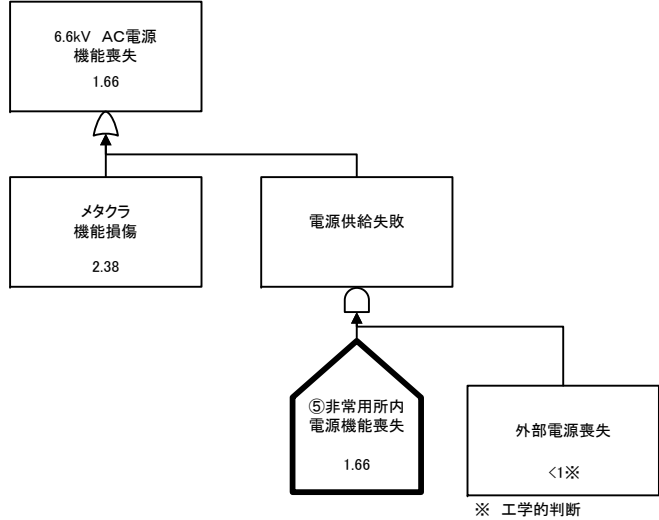 6.6kV AC電源
機能喪失
1.66
メタクラ
機能損傷
2.38
電源供給失敗
⑤非常用所内
電源機能喪失
1.66
外部電源喪失
<1※
※ 工学的判断